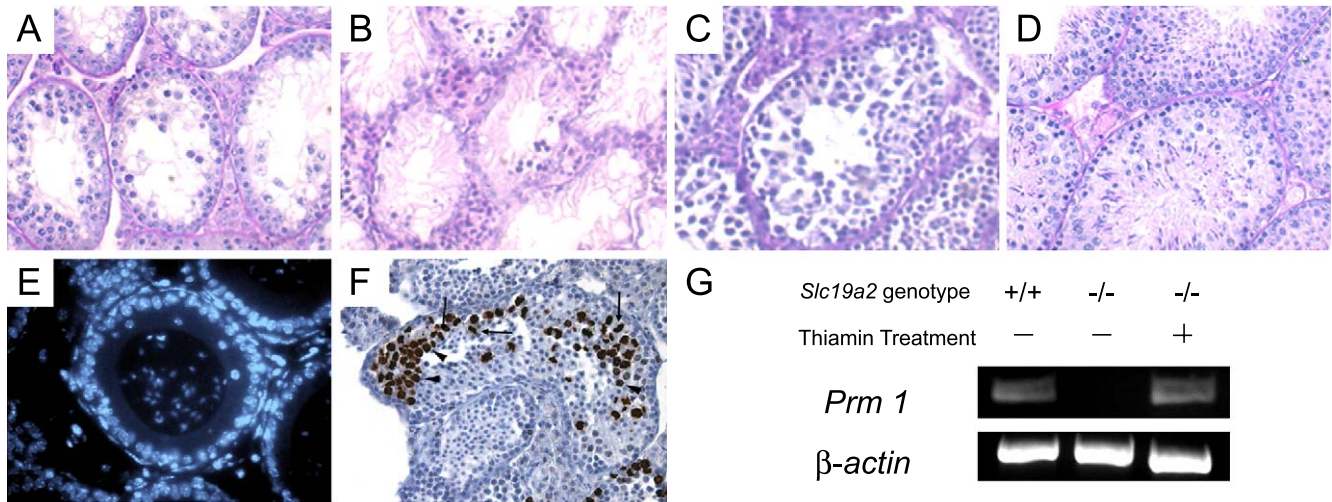 A
B
C
D
E
F
G
Slc19a2 genotype +/+ -/- -/-
Thiamin Treatment — — +
Prm 1
β-actin